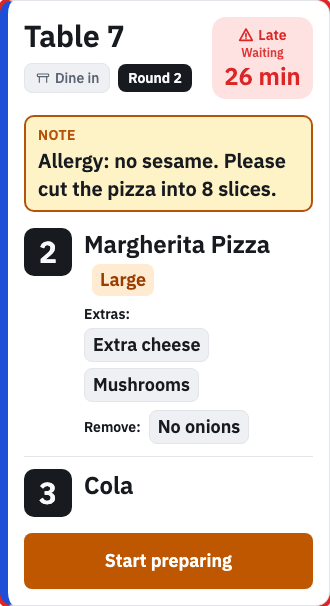 Table 7
Late
Waiting
26 min
Dine in
Round 2
NOTE
Allergy: no sesame. Please
cut the pizza into 8 slices.
2
Margherita Pizza
Large
Extras:
Extra cheese
Mushrooms
Remove: No onions
3
Cola
Start preparing